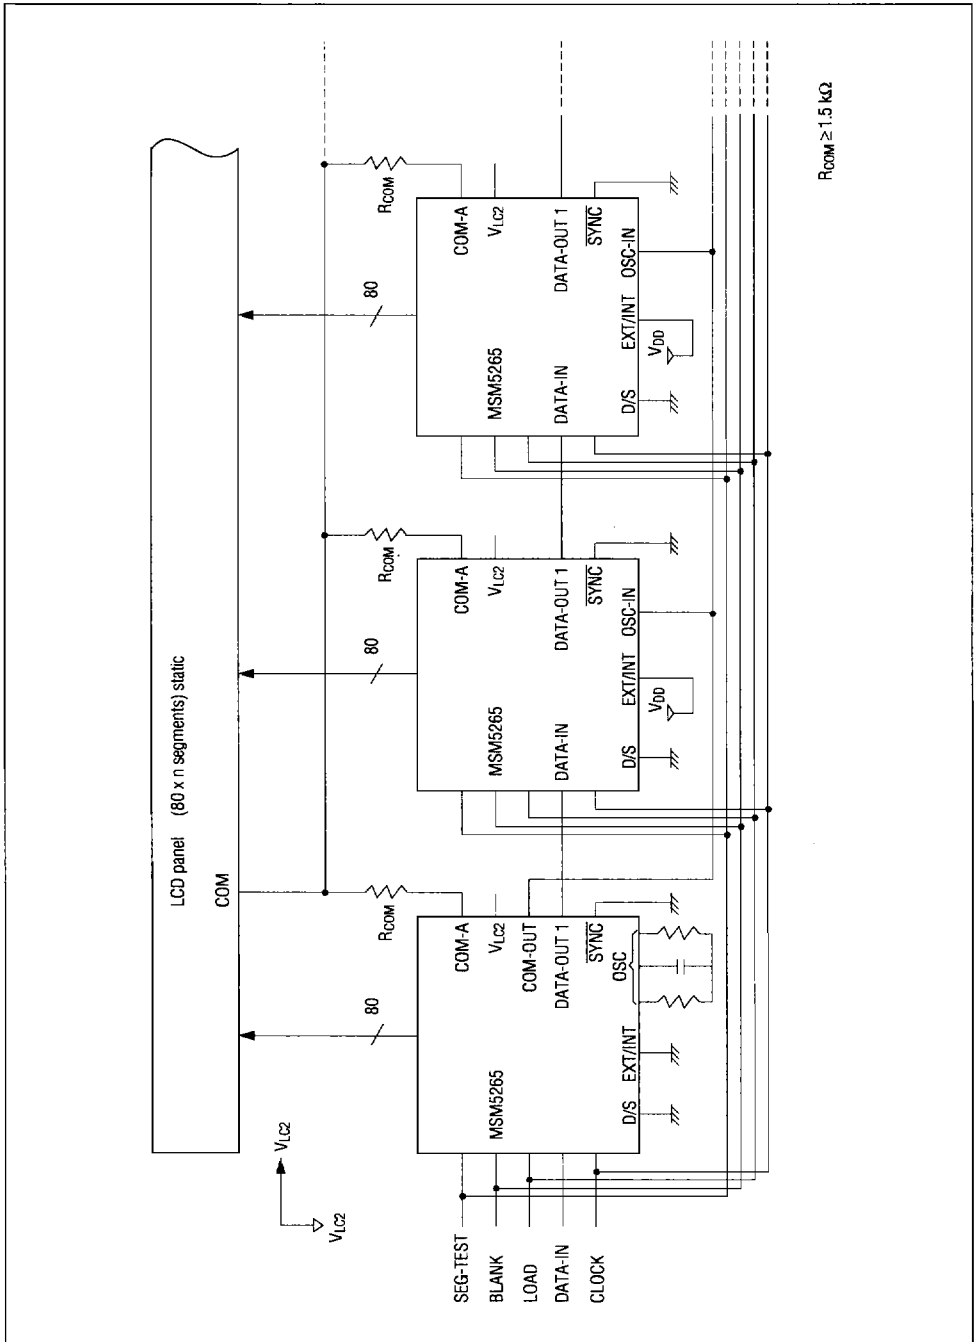 LCD panel (80 x n segments) static
COM
VLC2
VLC2
80
80
80
RCOM
RCOM
RCOM
SEG-TEST
BLANK
LOAD
DATA-IN
CLOCK
MSM5265
COM-A
VLC2
COM-OUT
DATA-OUT 1
SYNC
D/S
EXT/INT
OSC
MSM5265
DATA-IN
COM-A
VLC2
DATA-OUT 1
SYNC
D/S
EXT/INT
OSC-IN
VDD
MSM5265
DATA-IN
COM-A
VLC2
DATA-OUT 1
SYNC
D/S
EXT/INT
OSC-IN
VDD
RCOM ≥ 1.5 kΩ